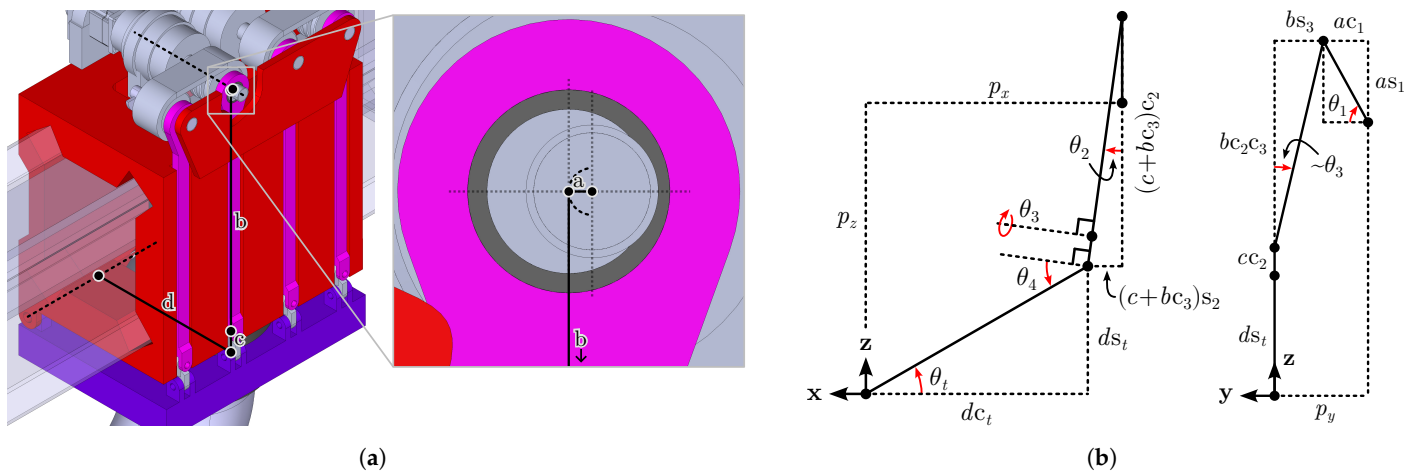 a
b
b
c
d
(a)
p_x
p_z
θ_2
(c+bc_3)c_2
θ_3
θ_4
(c+bc_3)s_2
z
ds_t
x
θ_t
dc_t
bs_3 ac_1
as_1
θ_1
bc_2c_3
~θ_3
cc_2
ds_t
z
y
p_y
(b)